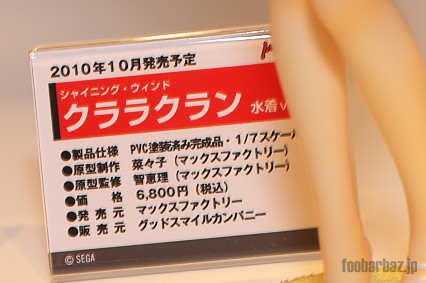 2010年10月発売予定
シャイニング・ウィンド
クララクラン 水着v
●製品仕様 PVC塗装済み完成品・1/7スケール
●原型制作 菜々子（マックスファクトリー）
●原型監修 智恵理（マックスファクトリー）
●価格 6,800円（税込）
●発売元 マックスファクトリー
●販売元 グッドスマイルカンパニー
©SEGA
foobarbaz.jp